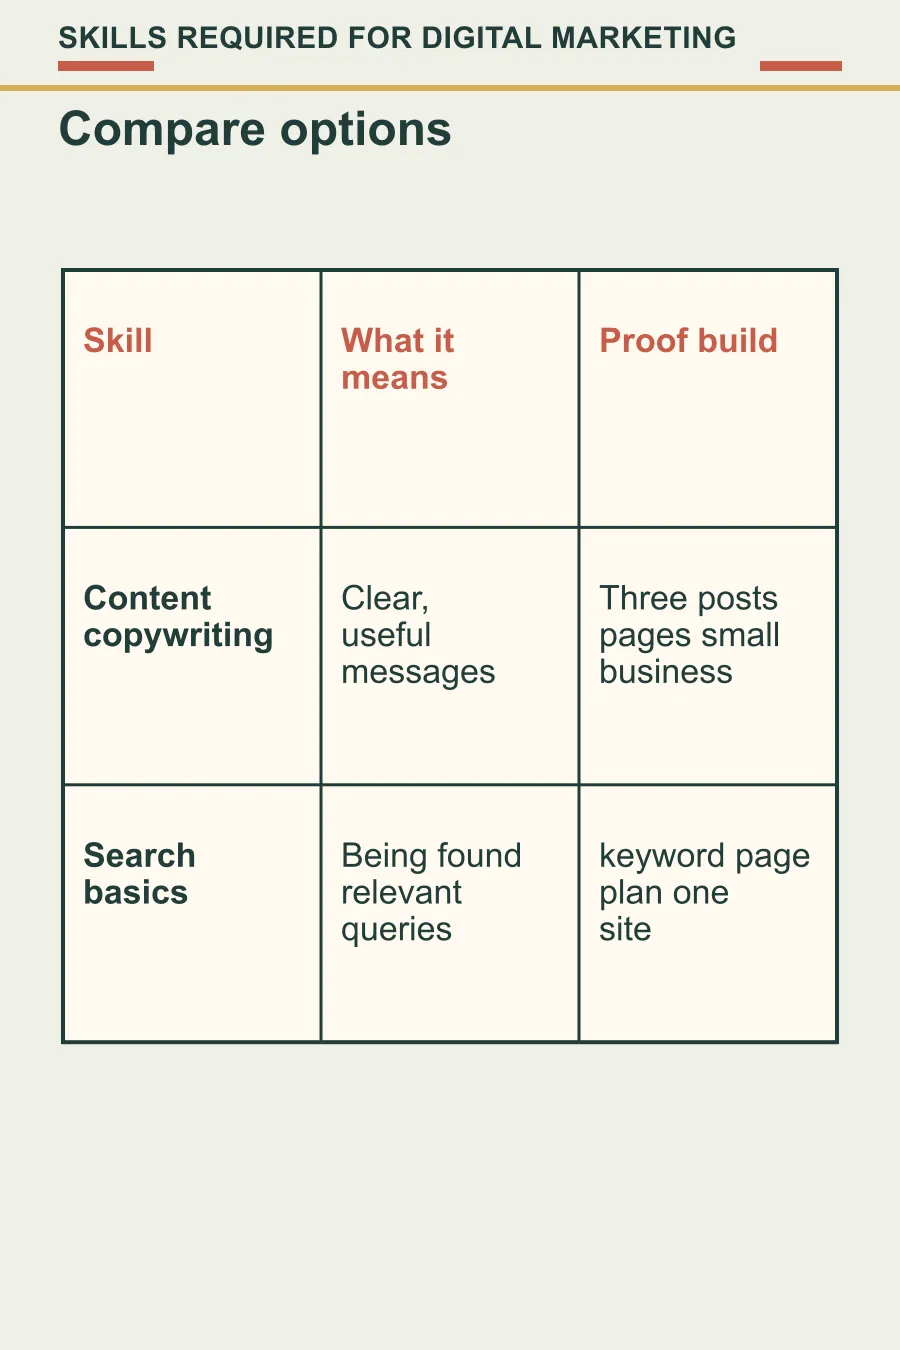 SKILLS REQUIRED FOR DIGITAL MARKETING
Compare options
Skill
What it
means
Proof build
Content
copywriting
Clear,
useful
messages
Three posts
pages small
business
Search
basics
Being found
relevant
queries
keyword page
plan one
site